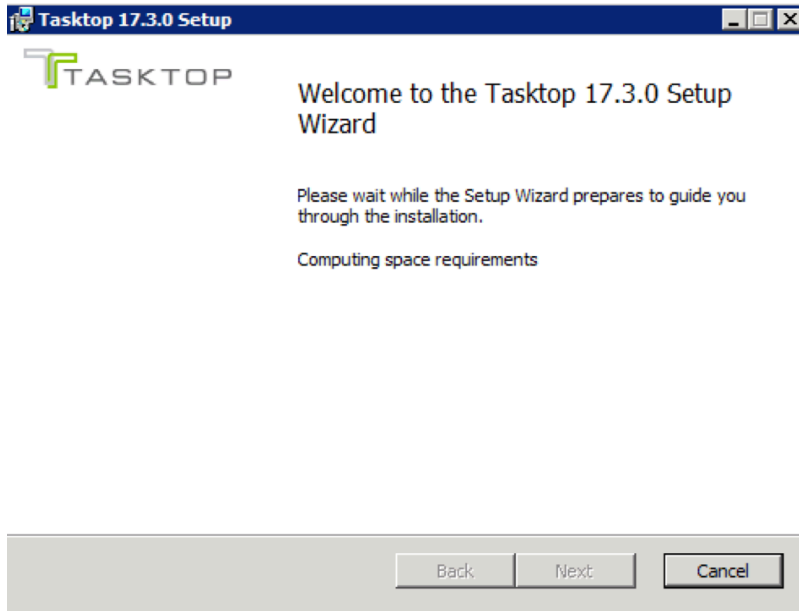 Tasktop 17.3.0 Setup
TASKTOP
Welcome to the Tasktop 17.3.0 Setup
Wizard
Please wait while the Setup Wizard prepares to guide you
through the installation.
Computing space requirements
Back Next Cancel